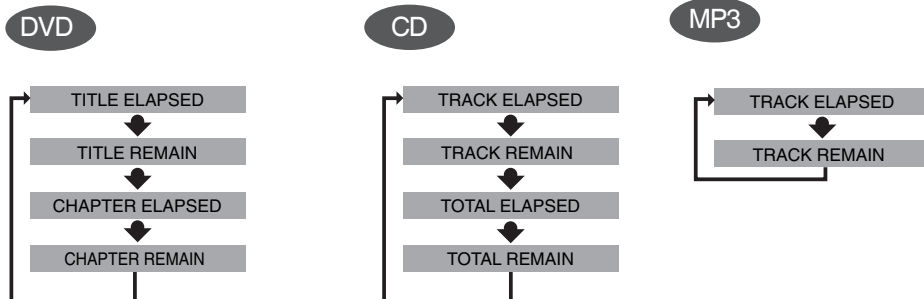 DVD
TITLE ELAPSED
TITLE REMAIN
CHAPTER ELAPSED
CHAPTER REMAIN
CD
TRACK ELAPSED
TRACK REMAIN
TOTAL ELAPSED
TOTAL REMAIN
MP3
TRACK ELAPSED
TRACK REMAIN